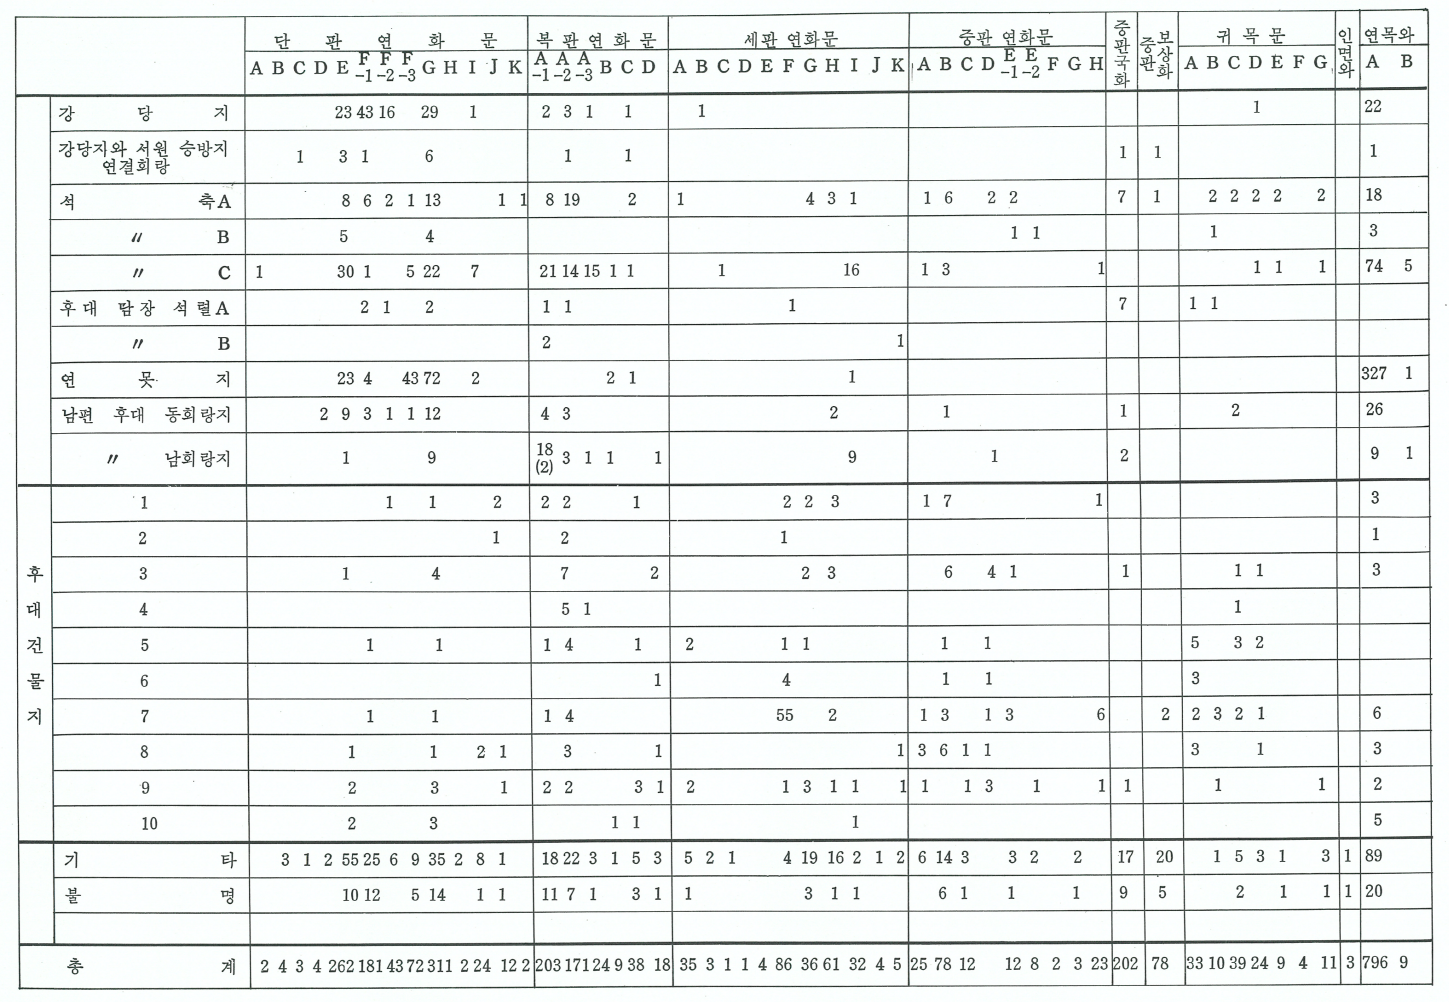 단 판 연 화 문 복 판 연 화 문 세판 연화문 중판 연화문 중판국화 보상화중판 귀 목 문 인면와 연목와
A B C D E F-1 F-2 F-3 G H I J K A-1 A-2 A-3 B C D A B C D E F G H I J K A B C D E-1 E-2 F G H A B C D E F G A B
강 당 지 23 43 16 29 1 2 3 1 1 1 1 22
강당지와 서원 승방지 연결회랑 1 3 1 6 1 1 1 1 1
석 축A 8 6 2 1 13 1 1 8 19 2 1 4 3 1 1 6 2 2 7 1 2 2 2 2 2 18
〃 B 5 4 1 1 1 3
〃 C 1 30 1 5 22 7 21 14 15 1 1 1 16 1 3 1 1 1 1 74 5
후대 담장 석렬A 2 1 2 1 1 1 7 1 1
〃 B 2 1
연 못 지 23 4 43 72 2 2 1 1 327 1
남편 후대 동회랑지 2 9 3 1 1 12 4 3 2 1 1 2 26
〃 남회랑지 1 9 18(2) 3 1 1 1 9 1 2 9 1
후대건물지
1 1 1 2 2 2 1 2 2 3 1 7 1 3
2 1 2 1 1
3 1 4 7 2 2 3 6 4 1 1 1 1 3
4 5 1 1
5 1 1 1 4 1 2 1 1 1 1 5 3 2
6 1 4 1 1 3
7 1 1 1 4 55 2 1 3 1 3 6 2 2 3 2 1 6
8 1 1 2 1 3 1 1 3 6 1 1 3 1 3
9 2 3 1 2 2 3 1 2 1 3 1 1 1 1 1 3 1 1 1 1 1 2
10 2 3 1 1 1 5
기 타 3 1 2 55 25 6 9 35 2 8 1 18 22 3 1 5 3 5 2 1 4 19 16 2 1 2 6 14 3 3 2 2 17 20 1 5 3 1 3 1 89
불 명 10 12 5 14 1 1 11 7 1 3 1 1 3 1 1 6 1 1 1 9 5 2 1 1 1 20
총 계 2 4 3 4 262 181 43 72 311 2 24 12 2 203 171 24 9 38 18 35 3 1 1 4 86 36 61 32 4 5 25 78 12 12 8 2 3 23 202 78 33 10 39 24 9 4 11 3 796 9